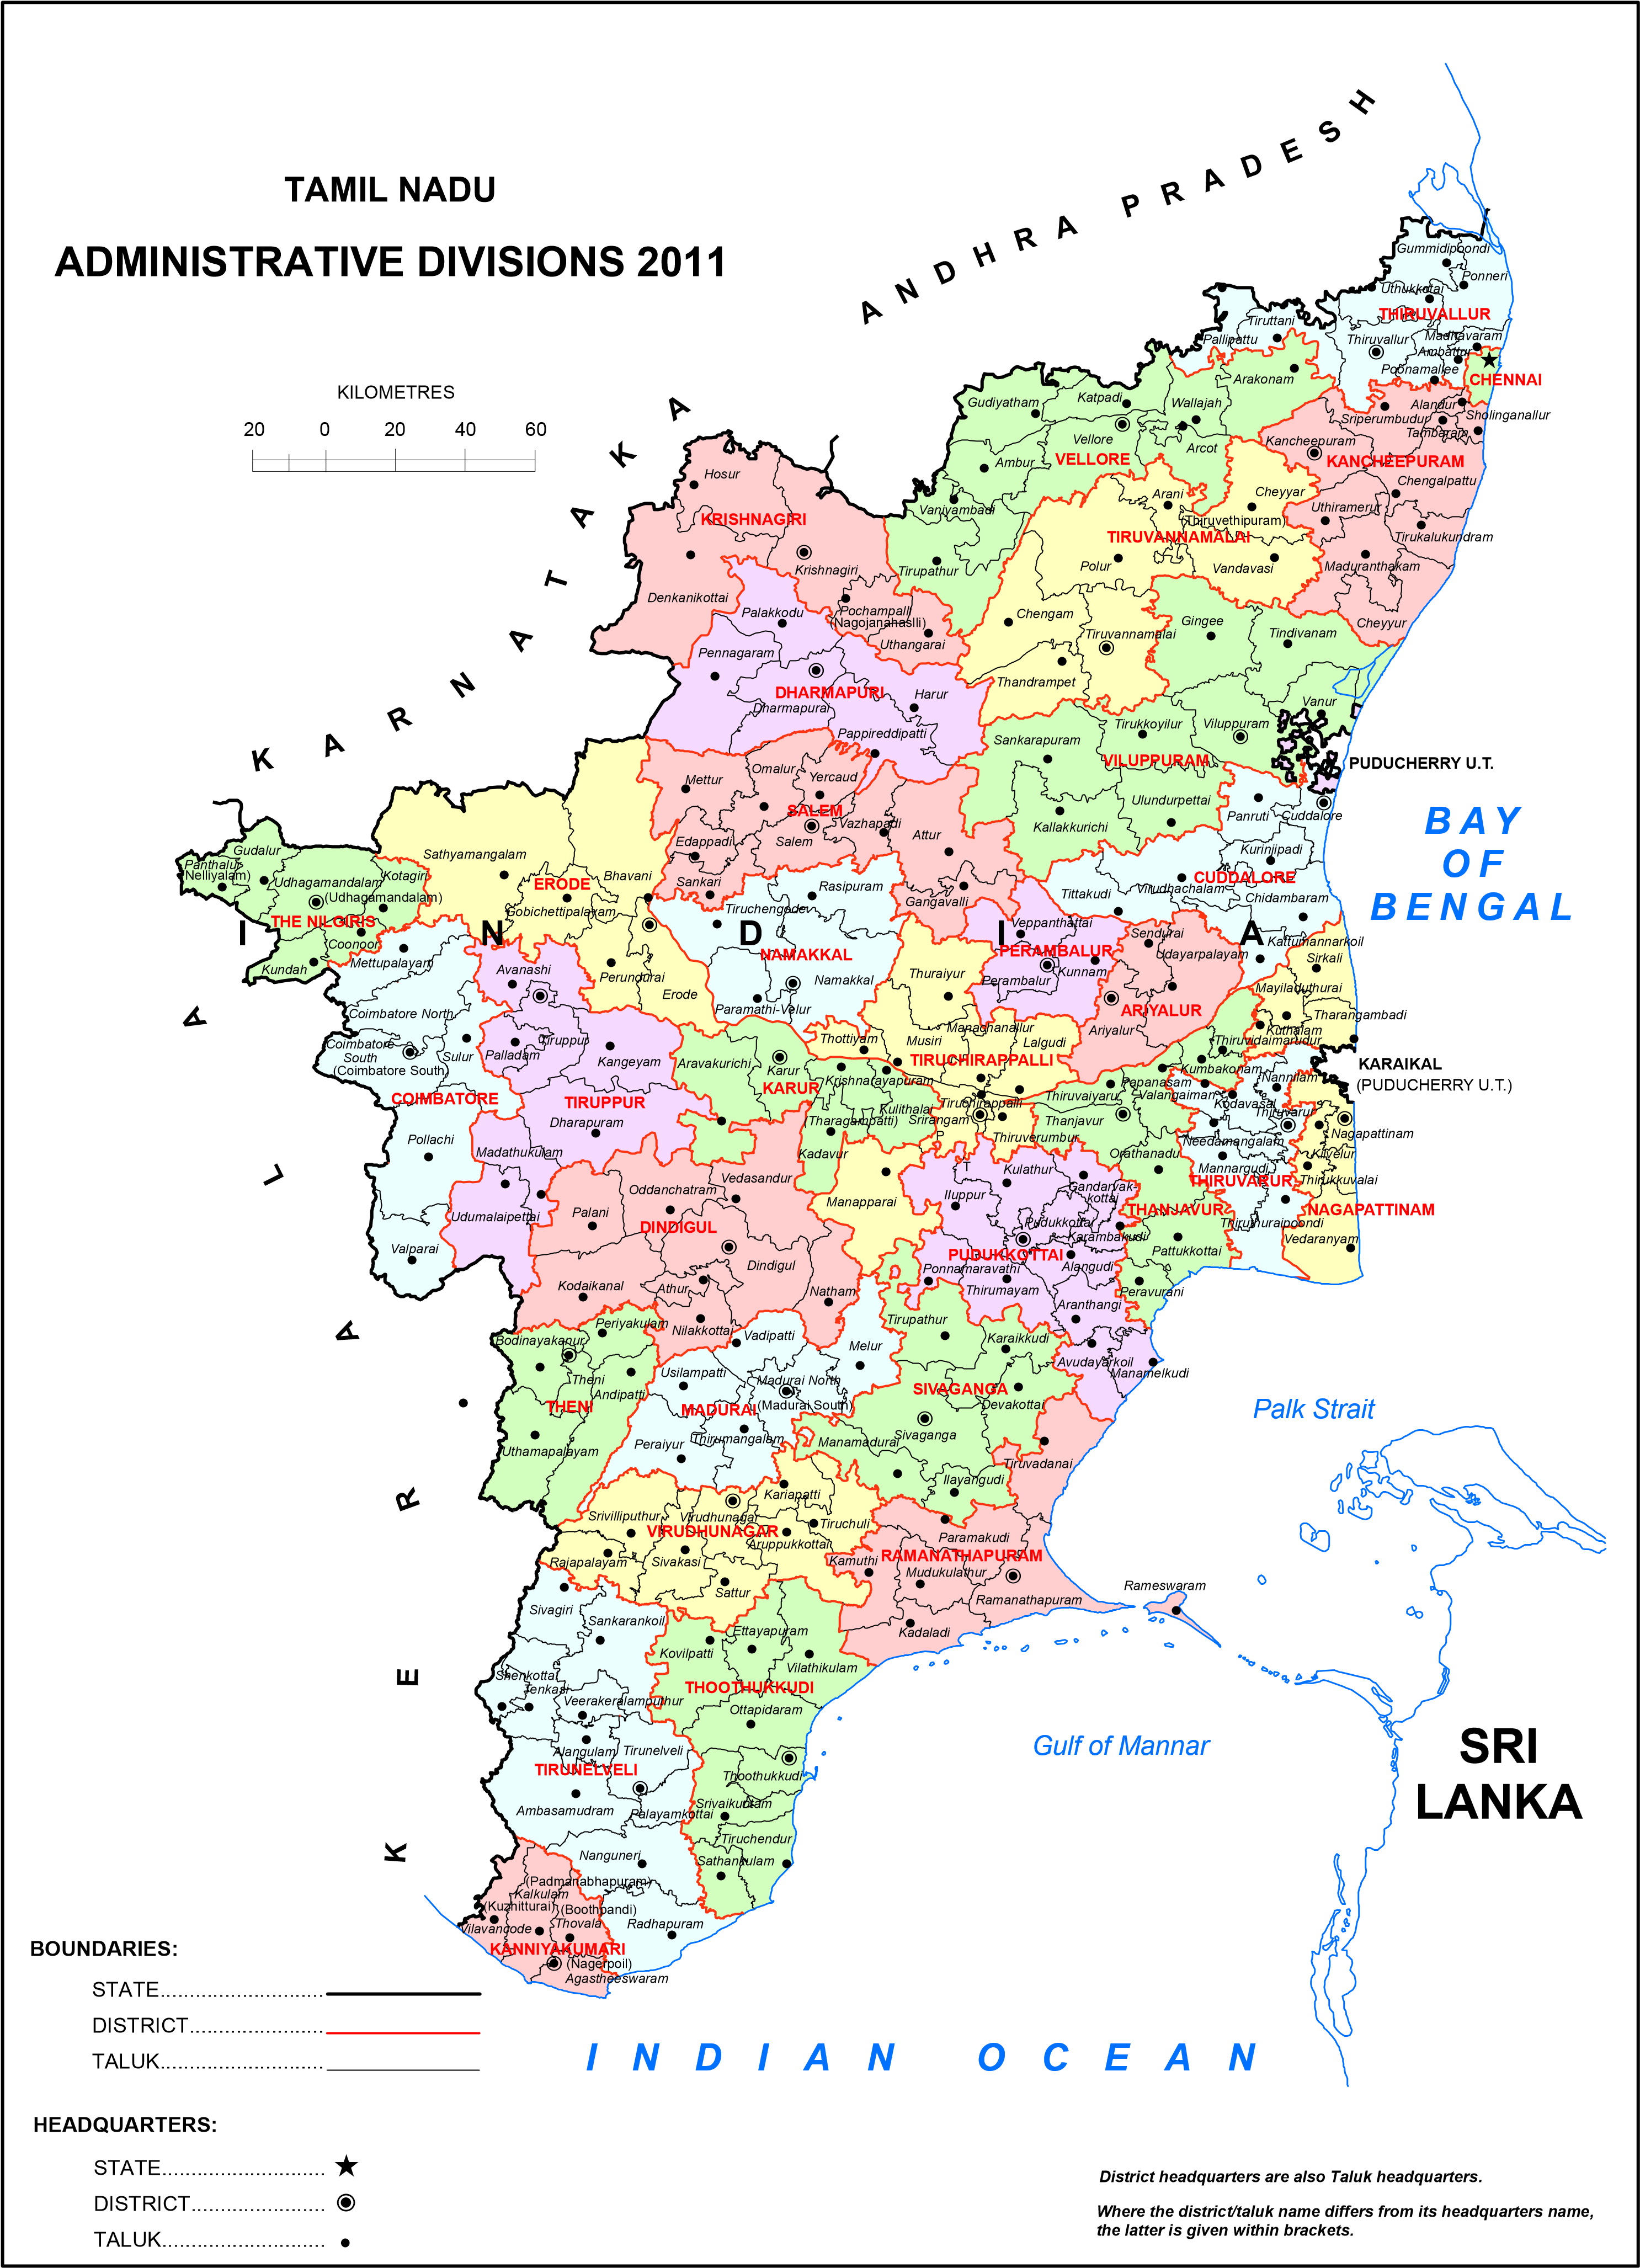 TAMIL NADU
ADMINISTRATIVE DIVISIONS 2011
KILOMETRES
20 0 20 40 60
ANDHRA PRADESH
KARNATAKA
KERALA
INDIA
BAY
OF
BENGAL
Palk Strait
Gulf of Mannar
SRI
LANKA
INDIAN OCEAN
PUDUCHERRY U.T.
KARAIKAL
(PUDUCHERRY U.T.)
Gummidipoondi
Ponneri
Uthukkotai
THIRUVALLUR
Tiruttani
Pallipattu
Thiruvallur
Madhavaram
Ambattur
Poonamallee
CHENNAI
Arakonam
Gudiyatham
Katpadi
Wallajah
Vellore
VELLORE
Arcot
Ambur
Vaniyambadi
Tirupathur
Alandur
Sriperumbudur
Sholinganallur
Tambaram
Kancheepuram
KANCHEEPURAM
Chengalpattu
Uthiramerur
Tirukalukundram
Maduranthakam
Cheyyur
Arani
Cheyyar
(Thiruvethipuram)
TIRUVANNAMALAI
Polur
Vandavasi
Chengam
Tiruvannamalai
Thandrampet
Hosur
KRISHNAGIRI
Krishnagiri
Denkanikottai
Pochampalli
(Nagojanahaslli)
Uthangarai
Palakkodu
Pennagaram
DHARMAPURI
Dharmapurai
Harur
Pappireddipatti
Gingee
Tindivanam
Vanur
Tirukkoyilur
Viluppuram
Sankarapuram
VILUPPURAM
Ulundurpettai
Kallakkurichi
Mettur
Omalur
Yercaud
SALEM
Salem
Vazhapadi
Edappadi
Attur
Sankari
Gangavalli
Panruti
Cuddalore
Kurinjipadi
CUDDALORE
Virudhachalam
Tittakudi
Chidambaram
Kattumannarkoil
Gudalur
Panthalur
(Nelliyalam)
Udhagamandalam
(Udhagamandalam)
Kotagiri
THE NILGIRIS
Coonoor
Kundah
Sathyamangalam
ERODE
Bhavani
Gobichettipalayam
Perundurai
Erode
Rasipuram
Tiruchengode
NAMAKKAL
Namakkal
Paramathi-Velur
Veppanthattai
PERAMBALUR
Perambalur
Kunnam
Sendurai
Udayarpalayam
ARIYALUR
Ariyalur
Sirkali
Mayiladuthurai
Tharangambadi
Kuthalam
Mettupalayam
Coimbatore North
Coimbatore
South
(Coimbatore South)
Sulur
COIMBATORE
Pollachi
Valparai
Avanashi
Tiruppur
Palladam
Kangeyam
TIRUPPUR
Dharapuram
Madathukulam
Udumalaipettai
Aravakurichi
Karur
KARUR
Krishnarayapuram
Kulithalai
(Tharagampatti)
Kadavur
Thuraiyur
Thottiyam
Musiri
Manachanallur
Lalgudi
TIRUCHIRAPPALLI
Tiruchirappalli
Srirangam
Thiruverumbur
Manapparai
Thiruvidaimarudur
Kumbakonam
Papanasam
Thiruvaiyaru
Thanjavur
Orathanadu
THANJAVUR
Pattukkottai
Peravurani
Nannilam
Valangaiman
Kodavasal
Thiruvarur
Needamangalam
Mannargudi
THIRUVARUR
Thiruthuraipoondi
Nagapattinam
Kilvelur
Thirukkuvalai
NAGAPATTINAM
Vedaranyam
Kulathur
Iluppur
Gandarvak-
kottai
Pudukkottai
Karambakudi
PUDUKKOTTAI
Alangudi
Ponnamaravathi
Thirumayam
Aranthangi
Avudayarkoil
Manamelkudi
Vedasandur
Oddanchatram
Palani
DINDIGUL
Dindigul
Kodaikanal
Athur
Natham
Nilakkottai
Periyakulam
Bodinayakanur
Theni
Andipatti
THENI
Uthamapalayam
Vadipatti
Melur
Usilampatti
Madurai North
(Madurai South)
MADURAI
Thirumangalam
Peraiyur
Tirupathur
Karaikkudi
SIVAGANGA
Devakottai
Sivaganga
Manamadurai
Ilayangudi
Tiruvadanai
Paramakudi
RAMANATHAPURAM
Kamuthi
Mudukulathur
Ramanathapuram
Kadaladi
Rameswaram
Kariapatti
Srivilliputhur
Virudhunagar
Tiruchuli
VIRUDHUNAGAR
Aruppukkottai
Rajapalayam
Sivakasi
Sattur
Sivagiri
Sankarankoil
Shenkottai
Tenkasi
Veerakeralamputhur
Alangulam
Tirunelveli
TIRUNELVELI
Ambasamudram
Palayamkottai
Nanguneri
Radhapuram
Ettayapuram
Kovilpatti
Vilathikulam
THOOTHUKKUDI
Ottapidaram
Thoothukkudi
Srivaikuntam
Tiruchendur
Sathankulam
(Padmanabhapuram)
Kalkulam
(Kuzhitturai)
(Boothpandi)
Vilavancode
Thovala
KANNIYAKUMARI
(Nagerpoil)
Agastheeswaram
BOUNDARIES:
STATE
DISTRICT
TALUK
HEADQUARTERS:
STATE
DISTRICT
TALUK
District headquarters are also Taluk headquarters.
Where the district/taluk name differs from its headquarters name,
the latter is given within brackets.